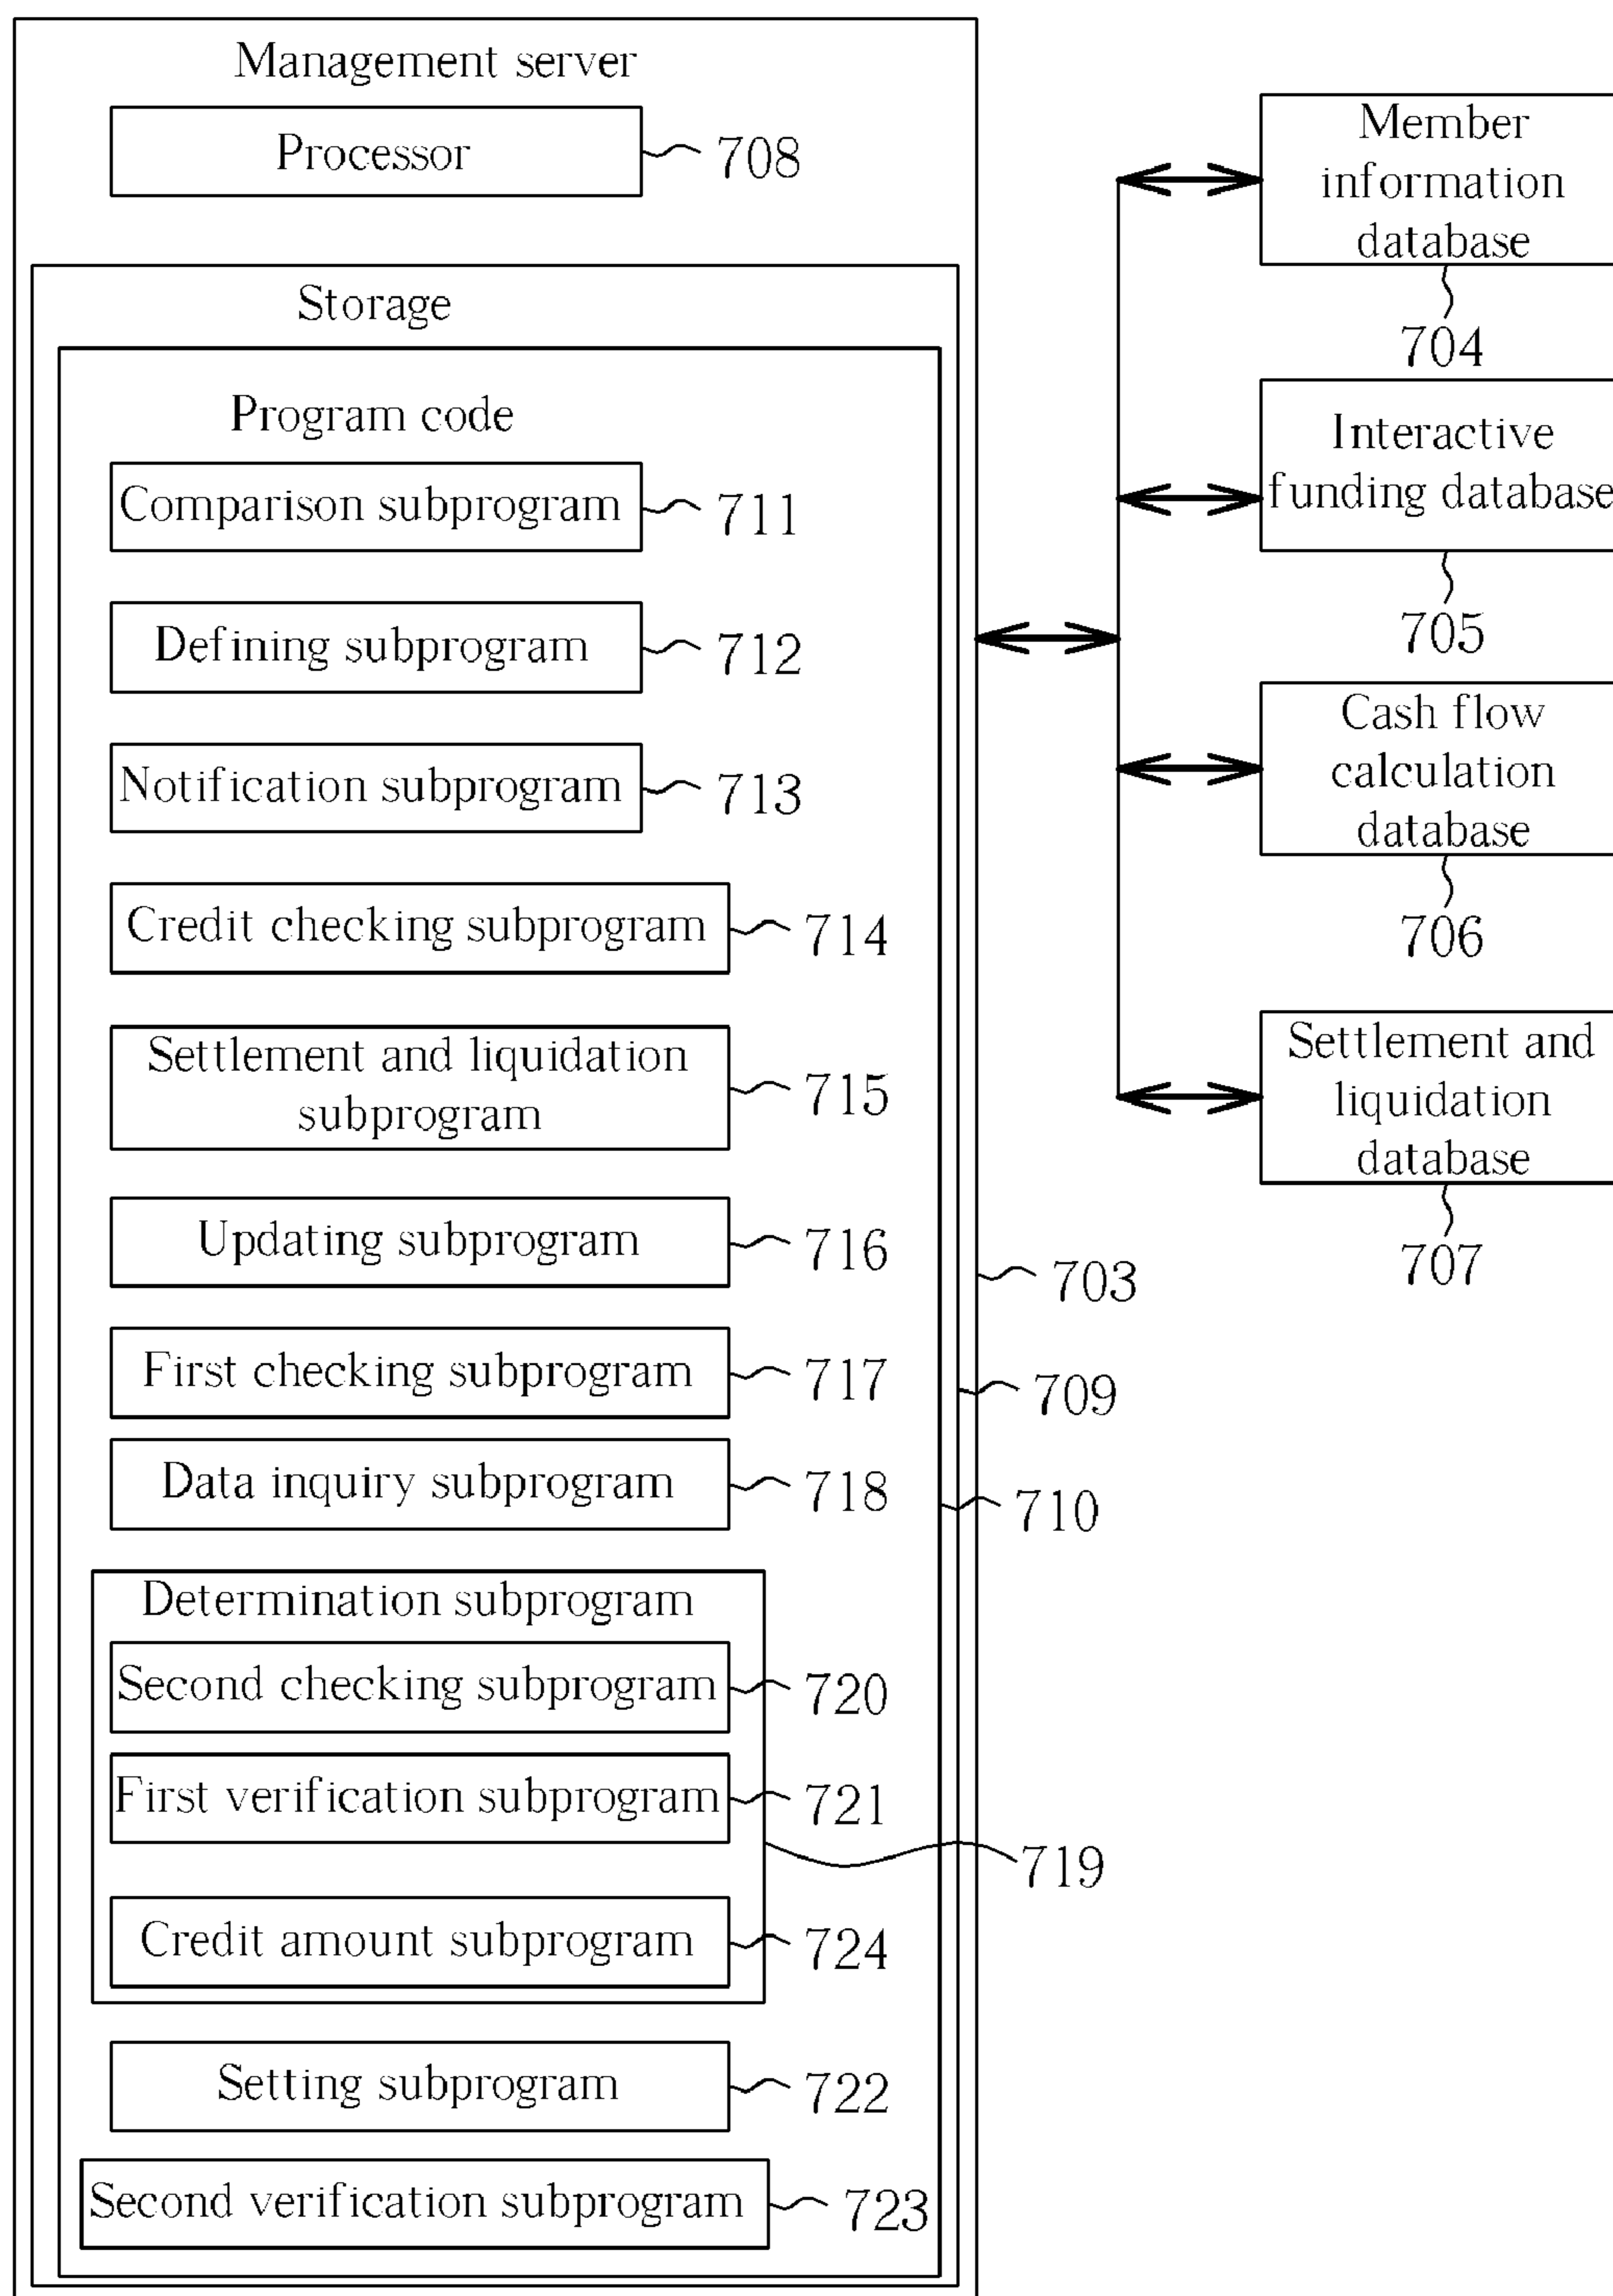 Management server
Processor
708
Storage
Program code
Comparison subprogram
711
Defining subprogram
712
Notification subprogram
713
Credit checking subprogram
714
Settlement and liquidation
subprogram
715
Updating subprogram
716
First checking subprogram
717
Data inquiry subprogram
718
Determination subprogram
Second checking subprogram
720
First verification subprogram
721
719
Credit amount subprogram
724
Setting subprogram
722
Second verification subprogram
723
703
709
710
Member
information
database
704
Interactive
funding database
705
Cash flow
calculation
database
706
Settlement and
liquidation
database
707